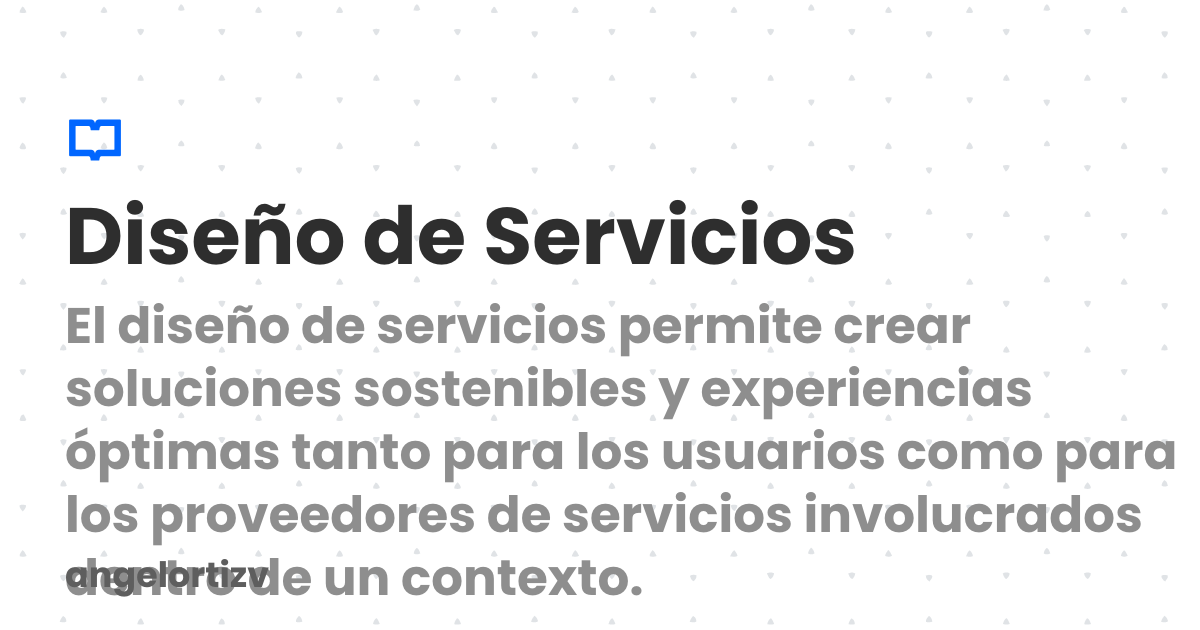 Diseño de Servicios
El diseño de servicios permite crear
soluciones sostenibles y experiencias
óptimas tanto para los usuarios como para
los proveedores de servicios involucrados
dentro de un contexto.
angelortizv